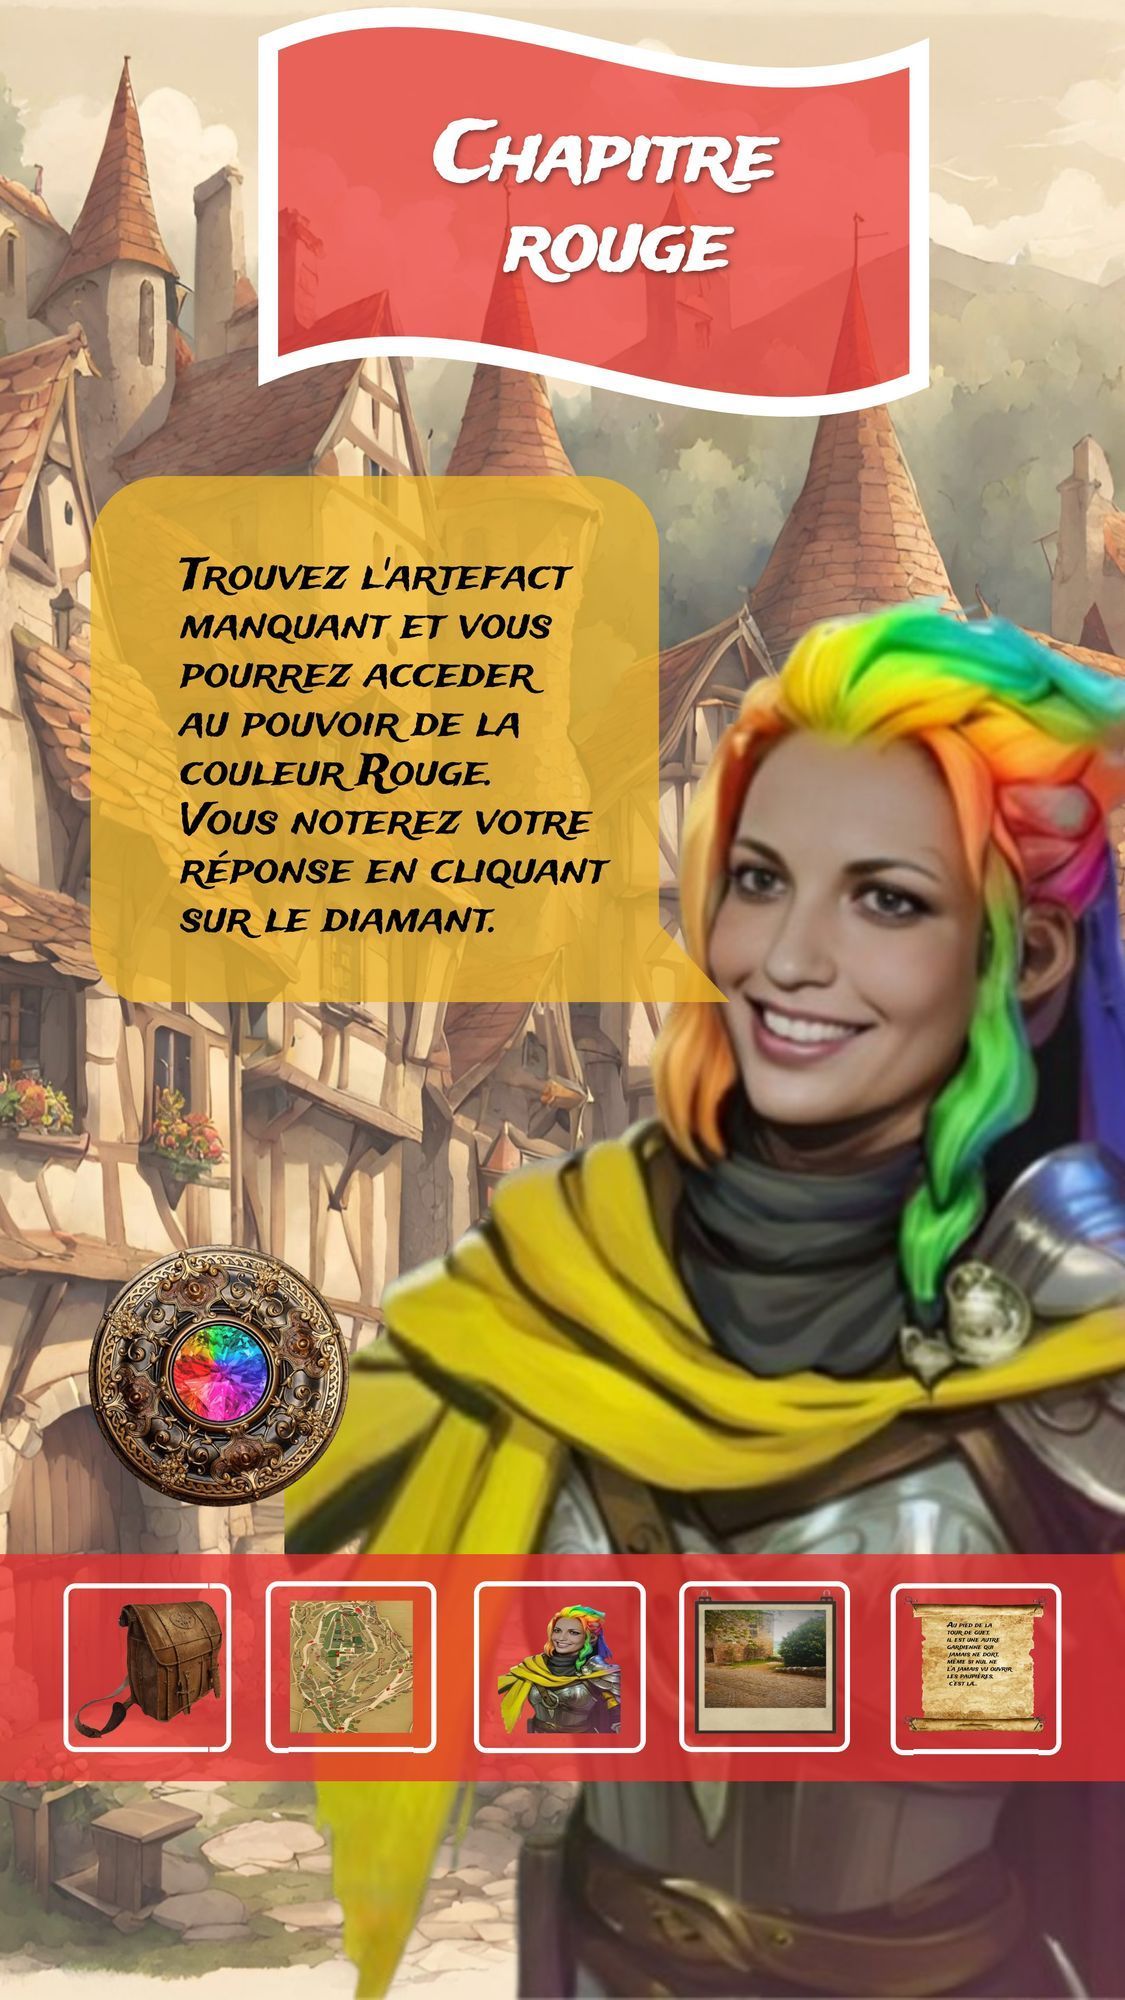 Chapitre
rouge
Trouvez l'artefact
manquant et vous
pourrez acceder
au pouvoir de la
couleur Rouge.
Vous noterez votre
réponse en cliquant
sur le diamant.
Au pied de la
tour de guet,
il est une autre
gardienne qui
jamais ne dort,
même si nul ne
l'a jamais vu ouvrir
les paupières.
C'est là...